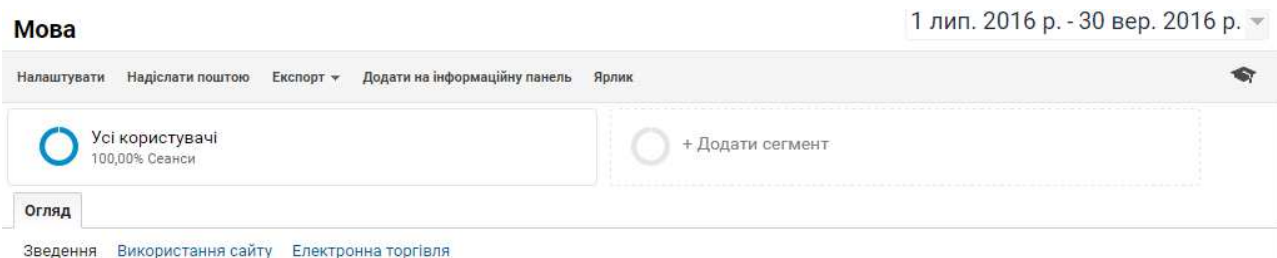 Мова
1 лип. 2016 р. - 30 вер. 2016 р.
Налаштувати Надіслати поштою Експорт Додати на інформаційну панель Ярлик
Усі користувачі
100,00% Сеанси
+ Додати сегмент
Огляд
Зведення Використання сайту Електронна торгівля